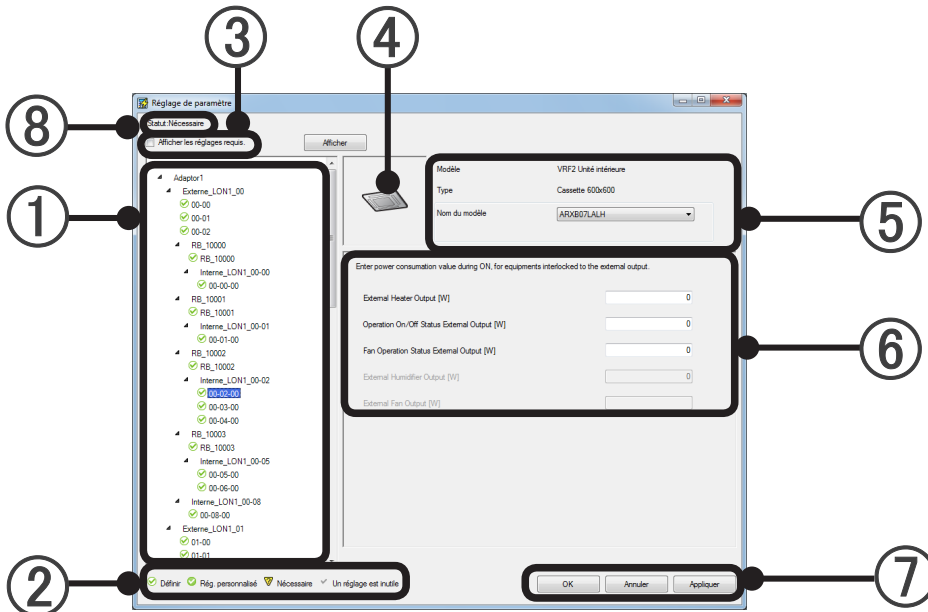 ③
④
Réglage de paramètre
⑧
Statut:Nécessaire
Afficher les réglages requis.
Afficher
①
Adaptor1
Externe_LON1_00
00-00
00-01
00-02
RB_10000
RB_10000
Interne_LON1_00-00
00-00-00
RB_10001
RB_10001
Interne_LON1_00-01
00-01-00
RB_10002
RB_10002
Interne_LON1_00-02
00-02-00
00-03-00
00-04-00
RB_10003
RB_10003
Interne_LON1_00-05
00-05-00
00-06-00
Interne_LON1_00-08
00-08-00
Externe_LON1_01
01-00
01-01
Modèle VRF2 Unité intérieure
Type Cassette 600x600
Nom du modèle ARXB07LALH
⑤
Enter power consumation value during ON, for equipments interlocked to the external output.
External Heater Output [W] 0
Operation On/Off Status External Output [W] 0
Fan Operation Status External Output [W] 0
External Humidifier Output [W] 0
External Fan Output [W]
⑥
②
Définir Rég. personnalisé Nécessaire Un réglage est inutile
OK Annuler Appliquer
⑦